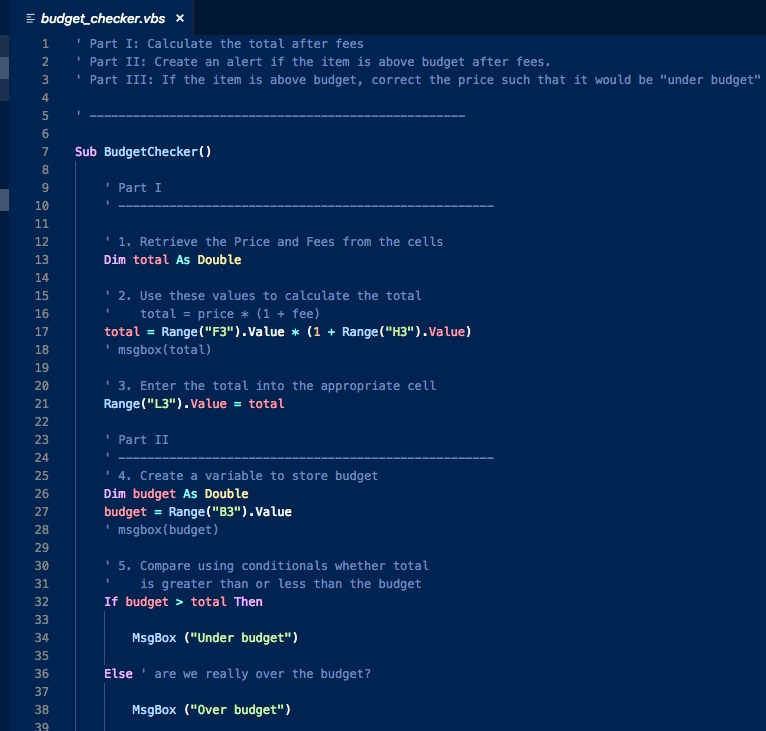 budget_checker.vbs ×
1 ' Part I: Calculate the total after fees
2 ' Part II: Create an alert if the item is above budget after fees.
3 ' Part III: If the item is above budget, correct the price such that it would be "under budget"
4
5 ' ----------------------------------------------------
6
7 Sub BudgetChecker()
8
9 ' Part I
10 ' ----------------------------------------------------
11
12 ' 1. Retrieve the Price and Fees from the cells
13 Dim total As Double
14
15 ' 2. Use these values to calculate the total
16 '    total = price * (1 + fee)
17 total = Range("F3").Value * (1 + Range("H3").Value)
18 ' msgbox(total)
19
20 ' 3. Enter the total into the appropriate cell
21 Range("L3").Value = total
22
23 ' Part II
24 ' ----------------------------------------------------
25 ' 4. Create a variable to store budget
26 Dim budget As Double
27 budget = Range("B3").Value
28 ' msgbox(budget)
29
30 ' 5. Compare using conditionals whether total
31 '    is greater than or less than the budget
32 If budget > total Then
33
34 MsgBox ("Under budget")
35
36 Else ' are we really over the budget?
37
38 MsgBox ("Over budget")
39